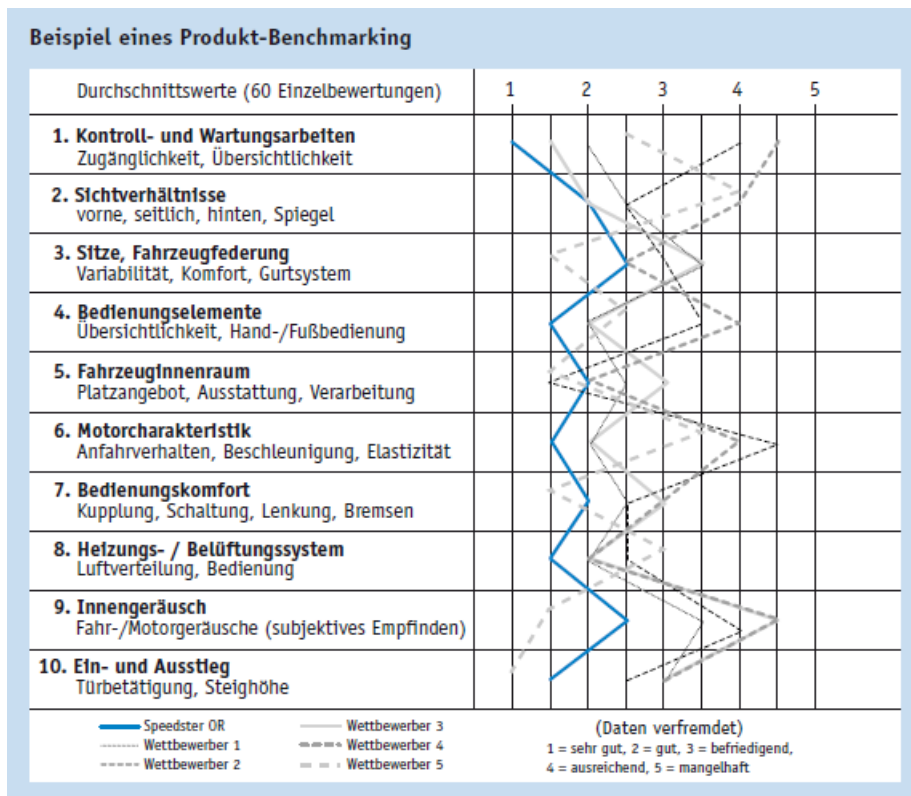 Beispiel eines Produkt-Benchmarking
Durchschnittswerte (60 Einzelbewertungen)
1 2 3 4 5
1. Kontroll- und Wartungsarbeiten
Zugänglichkeit, Übersichtlichkeit
2. Sichtverhältnisse
vorne, seitlich, hinten, Spiegel
3. Sitze, Fahrzeugfederung
Variabilität, Komfort, Gurtsystem
4. Bedienungselemente
Übersichtlichkeit, Hand-/Fußbedienung
5. Fahrzeuginnenraum
Platzangebot, Ausstattung, Verarbeitung
6. Motorcharakteristik
Anfahrverhalten, Beschleunigung, Elastizität
7. Bedienungskomfort
Kupplung, Schaltung, Lenkung, Bremsen
8. Heizungs- / Belüftungssystem
Luftverteilung, Bedienung
9. Innengeräusch
Fahr-/Motorgeräusche (subjektives Empfinden)
10. Ein- und Ausstieg
Türbetätigung, Steighöhe
Speedster OR
Wettbewerber 1
Wettbewerber 2
Wettbewerber 3
Wettbewerber 4
Wettbewerber 5
(Daten verfremdet)
1 = sehr gut, 2 = gut, 3 = befriedigend,
4 = ausreichend, 5 = mangelhaft